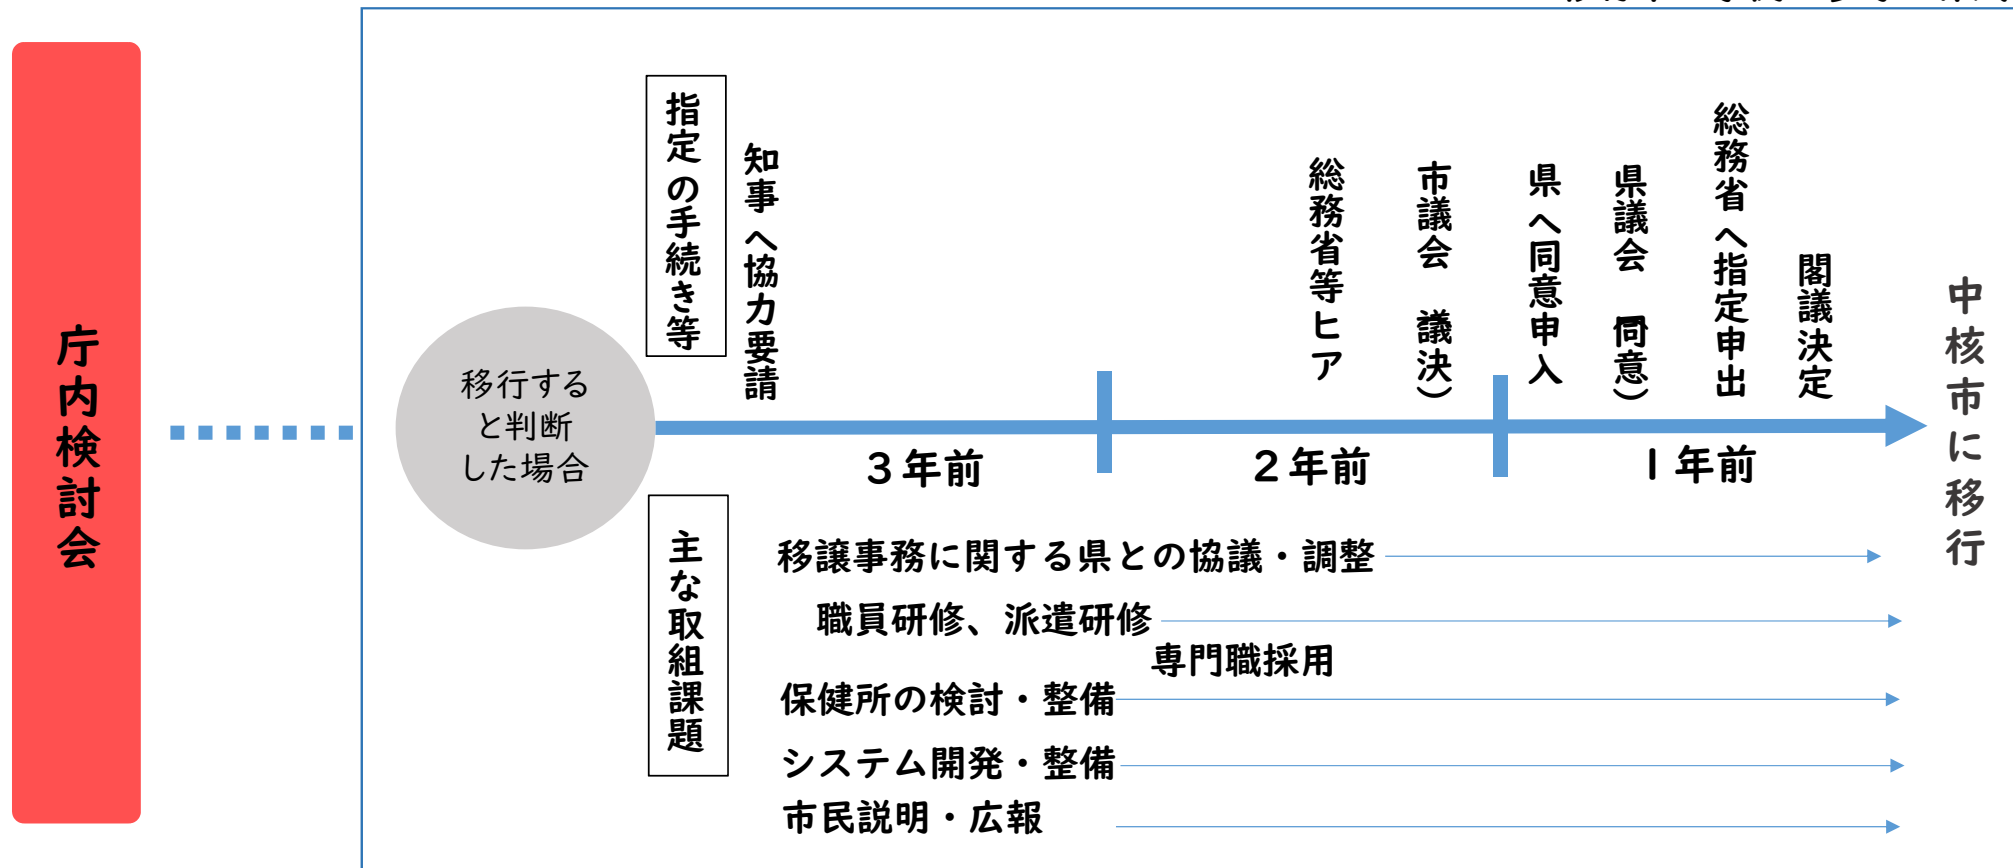 庁内検討会
移行する
と判断
した場合
指定の手続き等
知事へ協力要請
総務省等ヒア
市議会 (議決)
県へ同意申入
県議会 (同意)
総務省へ指定申出
閣議決定
中核市に移行
3年前
2年前
1年前
主な取組課題
移譲事務に関する県との協議・調整
職員研修、派遣研修
専門職採用
保健所の検討・整備
システム開発・整備
市民説明・広報